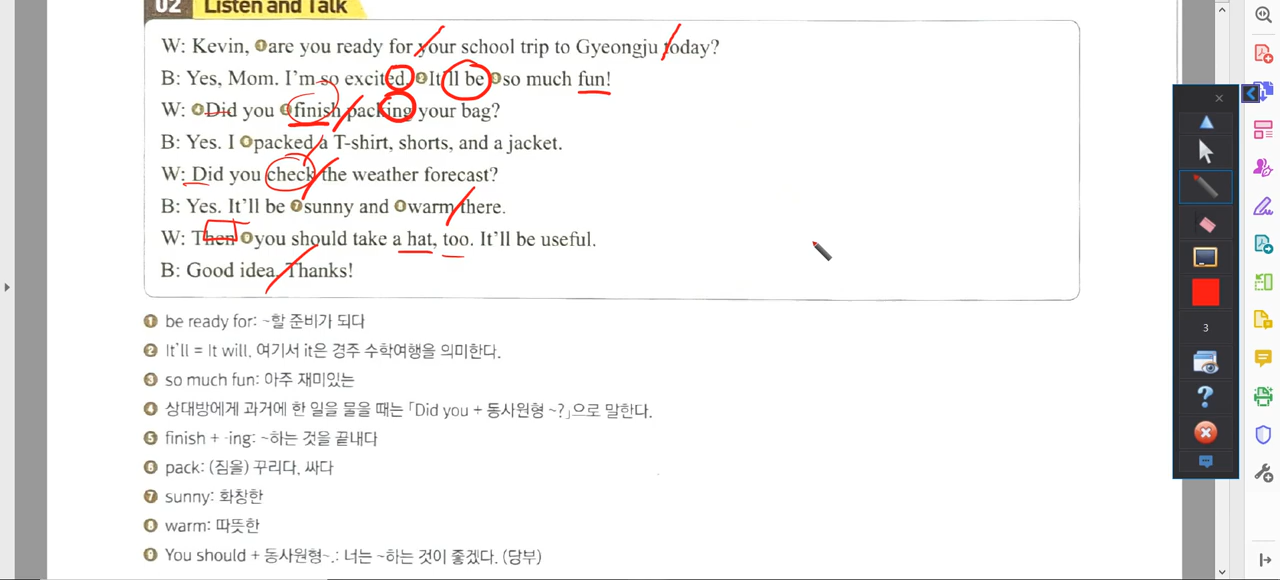 02 Listen and Talk
W: Kevin, ❶are you ready for your school trip to Gyeongju today?
B: Yes, Mom. I'm so excited. ❷It'll be ❸so much fun!
W: ❹Did you ❺finish packing your bag?
B: Yes. I ❻packed a T-shirt, shorts, and a jacket.
W: Did you check the weather forecast?
B: Yes. It'll be ❼sunny and ❽warm there.
W: Then ❾you should take a hat, too. It'll be useful.
B: Good idea. Thanks!
❶ be ready for: ~할 준비가 되다
❷ It'll = It will, 여기서 it은 경주 수학여행을 의미한다.
❸ so much fun: 아주 재미있는
❹ 상대방에게 과거에 한 일을 물을 때는 「Did you + 동사원형 ~?」으로 말한다.
❺ finish + -ing: ~하는 것을 끝내다
❻ pack: (짐을) 꾸리다, 싸다
❼ sunny: 화창한
❽ warm: 따뜻한
❾ You should + 동사원형~.: 너는 ~하는 것이 좋겠다. (당부)
3